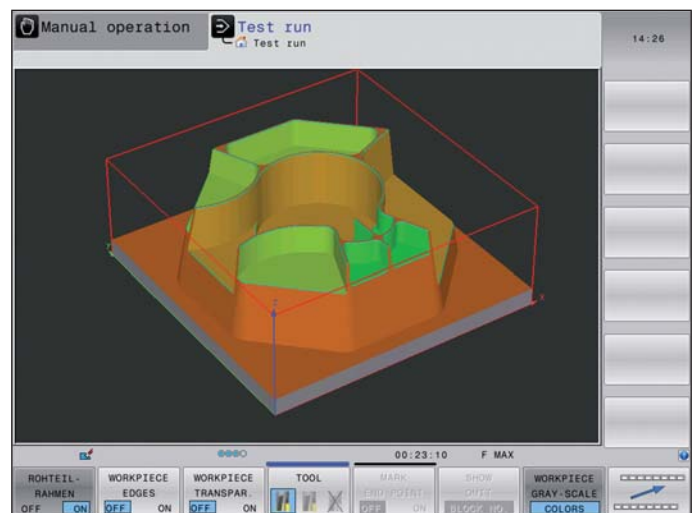 Manual operation
Test run
Test run
14:26
Z
X
00:23:10 F MAX
ROHTEIL-
RAHMEN
OFF ON
WORKPIECE
EDGES
OFF ON
WORKPIECE
TRANSPAR.
OFF ON
TOOL
MARK
END POINT
OFF ON
SHOW
OMIT
BLOCK NO.
WORKPIECE
GRAY-SCALE
COLORS